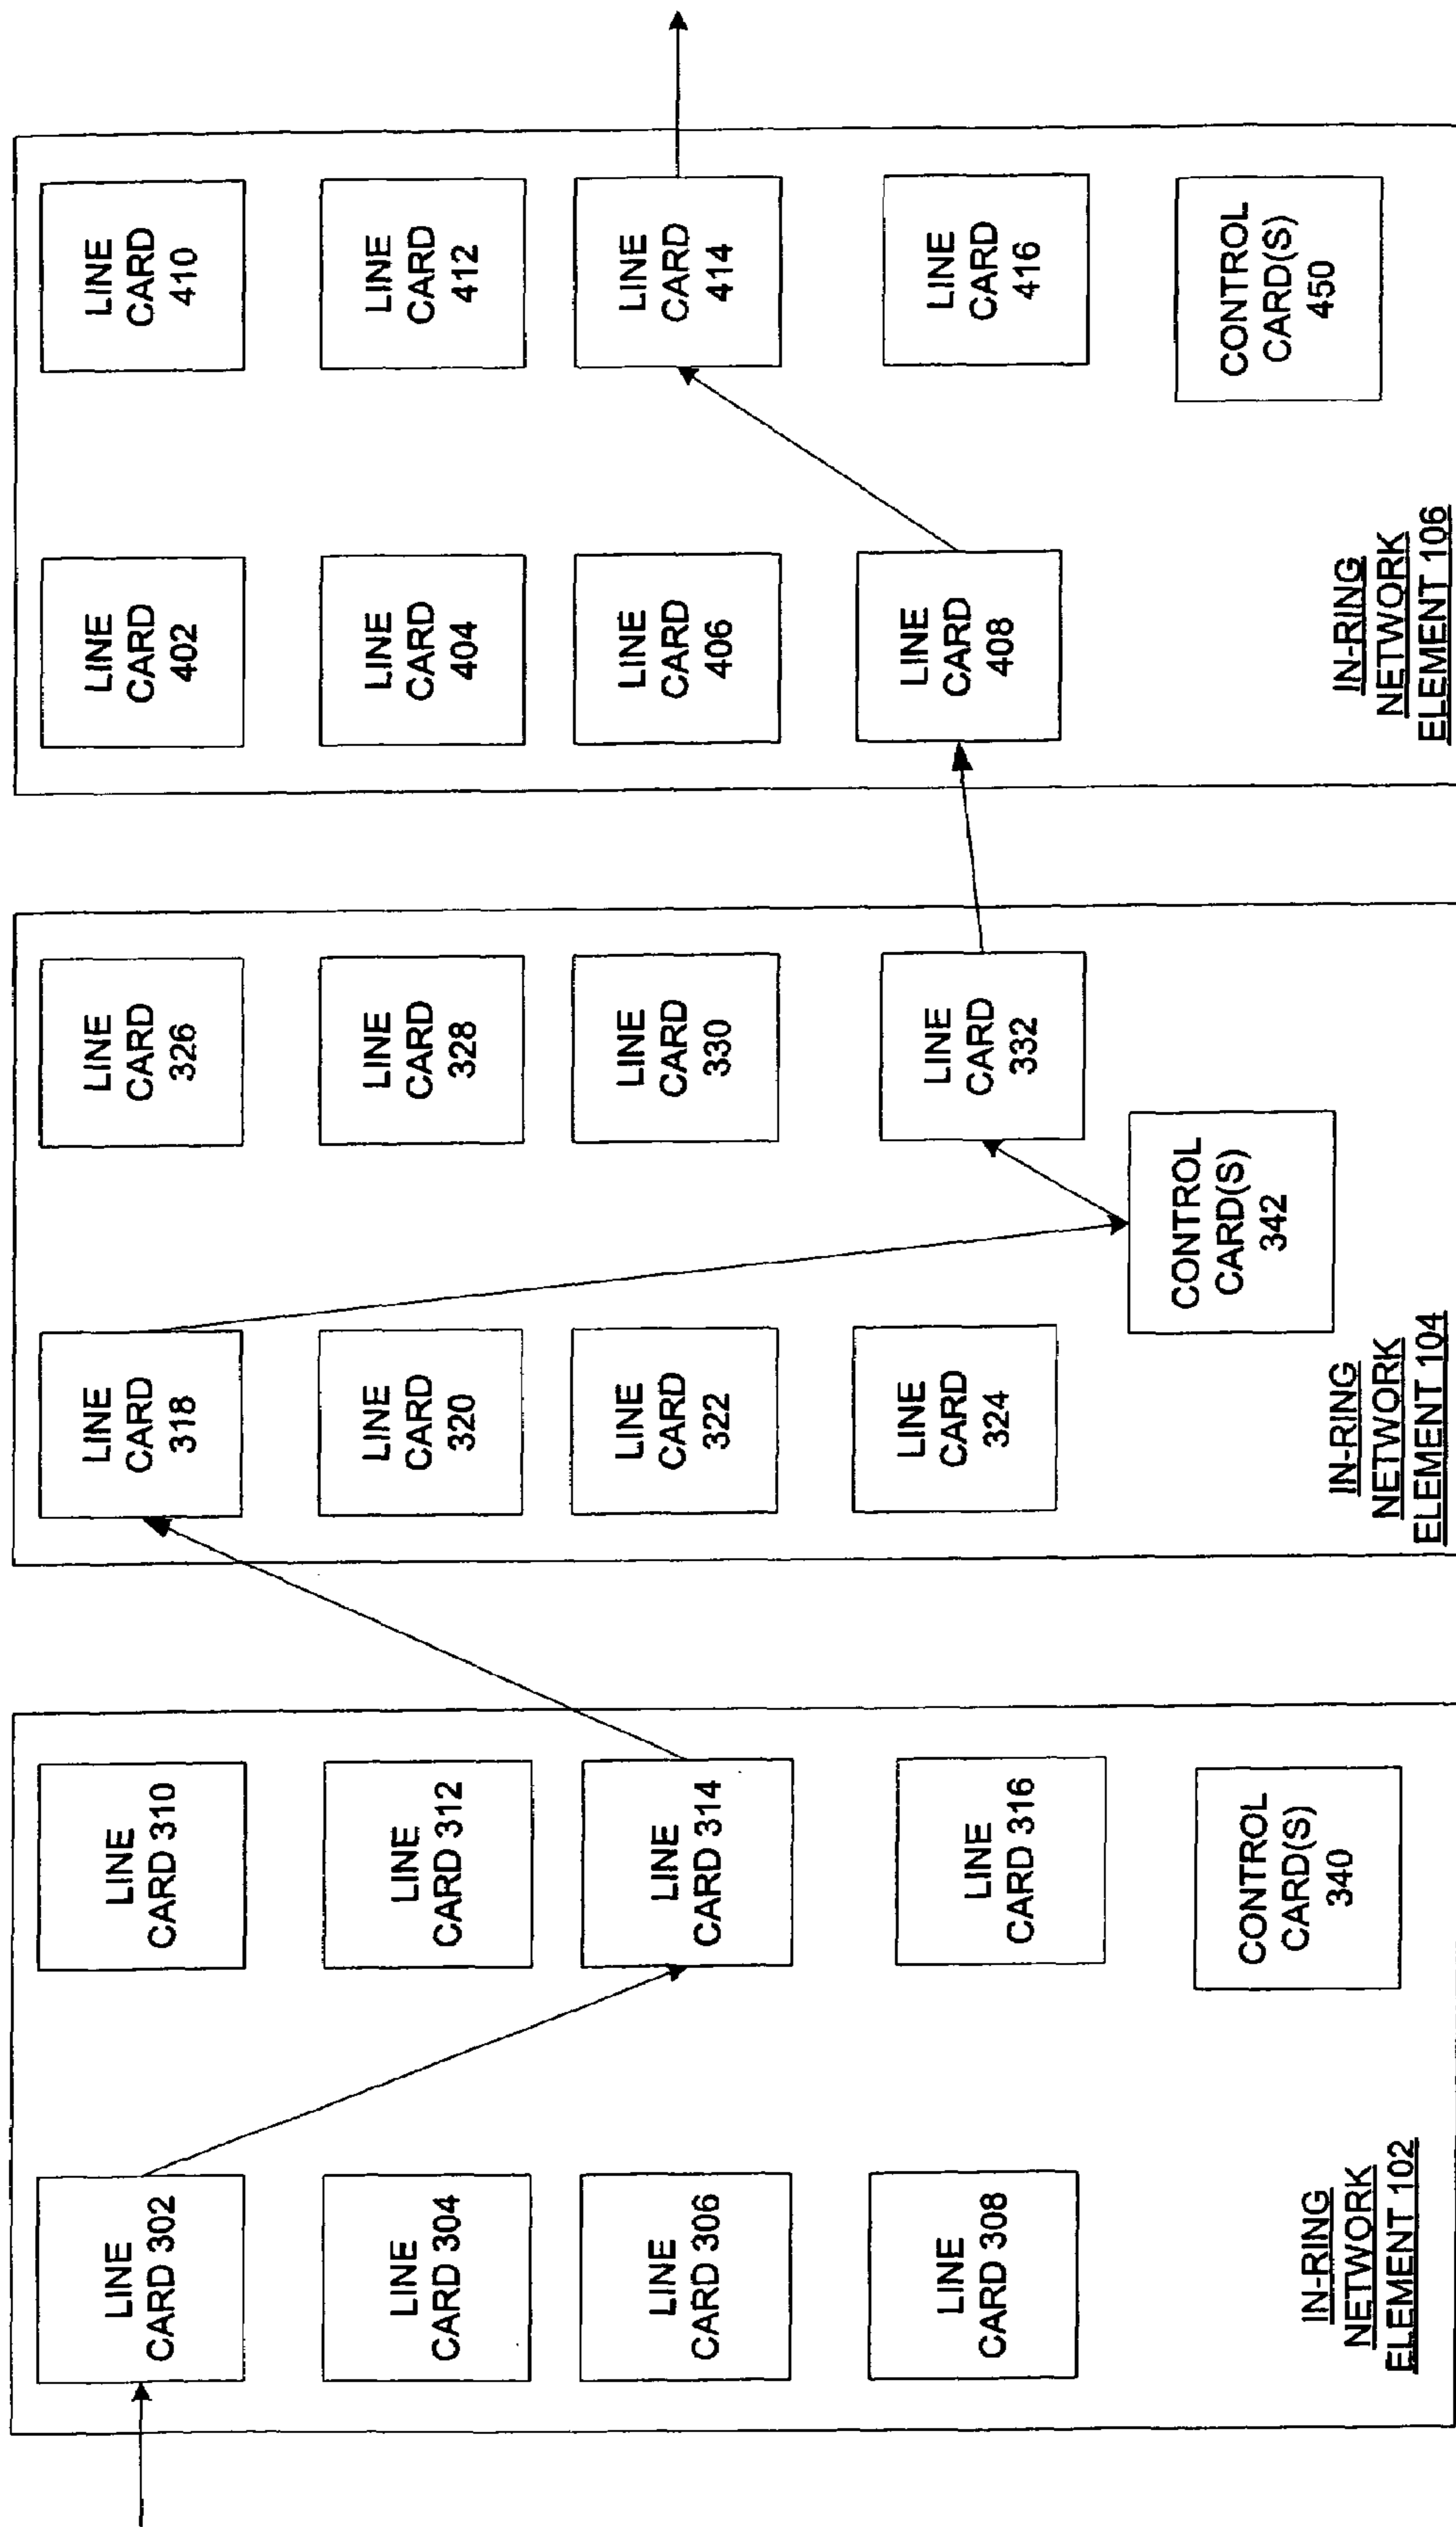 LINE
CARD 302
LINE
CARD 304
LINE
CARD 306
LINE
CARD 308
LINE
CARD 310
LINE
CARD 312
LINE
CARD 314
LINE
CARD 316
CONTROL
CARD(S)
340
IN-RING
NETWORK
ELEMENT 102
LINE
CARD
318
LINE
CARD
320
LINE
CARD
322
LINE
CARD
324
LINE
CARD
326
LINE
CARD
328
LINE
CARD
330
LINE
CARD
332
CONTROL
CARD(S)
342
IN-RING
NETWORK
ELEMENT 104
LINE
CARD
402
LINE
CARD
404
LINE
CARD
406
LINE
CARD
408
LINE
CARD
410
LINE
CARD
412
LINE
CARD
414
LINE
CARD
416
CONTROL
CARD(S)
450
IN-RING
NETWORK
ELEMENT 106